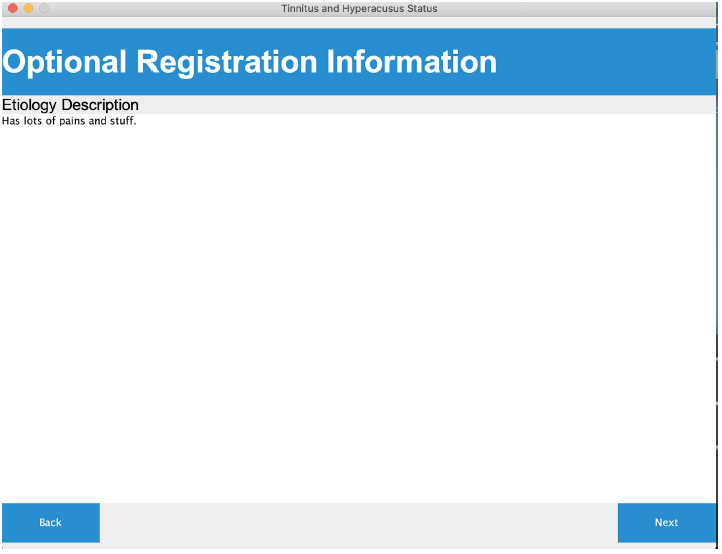 Tinnitus and Hyperacusus Status
Optional Registration Information
Etiology Description
Has lots of pains and stuff.
Back
Next